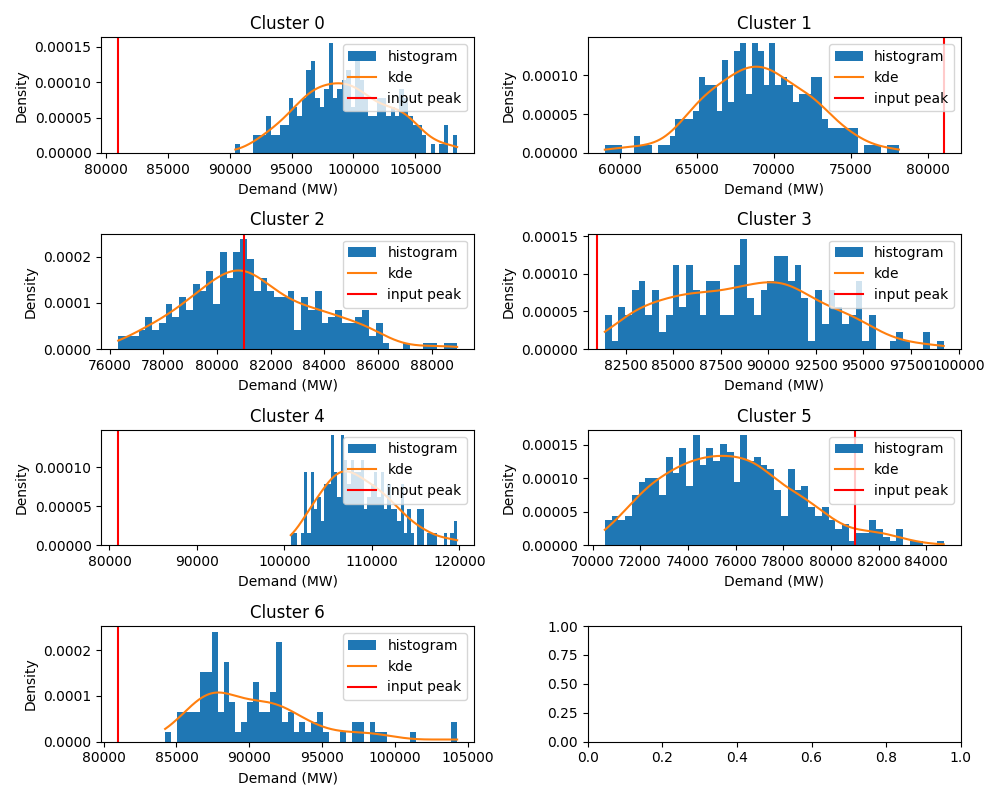 Cluster 0
Density
0.00015
0.00010
0.00005
0.00000
histogram
kde
input peak
80000 85000 90000 95000 100000 105000
Demand (MW)
Cluster 1
Density
0.00010
0.00005
0.00000
histogram
kde
input peak
60000 65000 70000 75000 80000
Demand (MW)
Cluster 2
Density
0.0002
0.0001
0.0000
histogram
kde
input peak
76000 78000 80000 82000 84000 86000 88000
Demand (MW)
Cluster 3
Density
0.00015
0.00010
0.00005
0.00000
histogram
kde
input peak
82500 85000 87500 90000 92500 95000 97500 100000
Demand (MW)
Cluster 4
Density
0.00010
0.00005
0.00000
histogram
kde
input peak
80000 90000 100000 110000 120000
Demand (MW)
Cluster 5
Density
0.00015
0.00010
0.00005
0.00000
histogram
kde
input peak
70000 72000 74000 76000 78000 80000 82000 84000
Demand (MW)
Cluster 6
Density
0.0002
0.0001
0.0000
histogram
kde
input peak
80000 85000 90000 95000 100000 105000
Demand (MW)
1.00
0.75
0.50
0.25
0.00
0.0 0.2 0.4 0.6 0.8 1.0